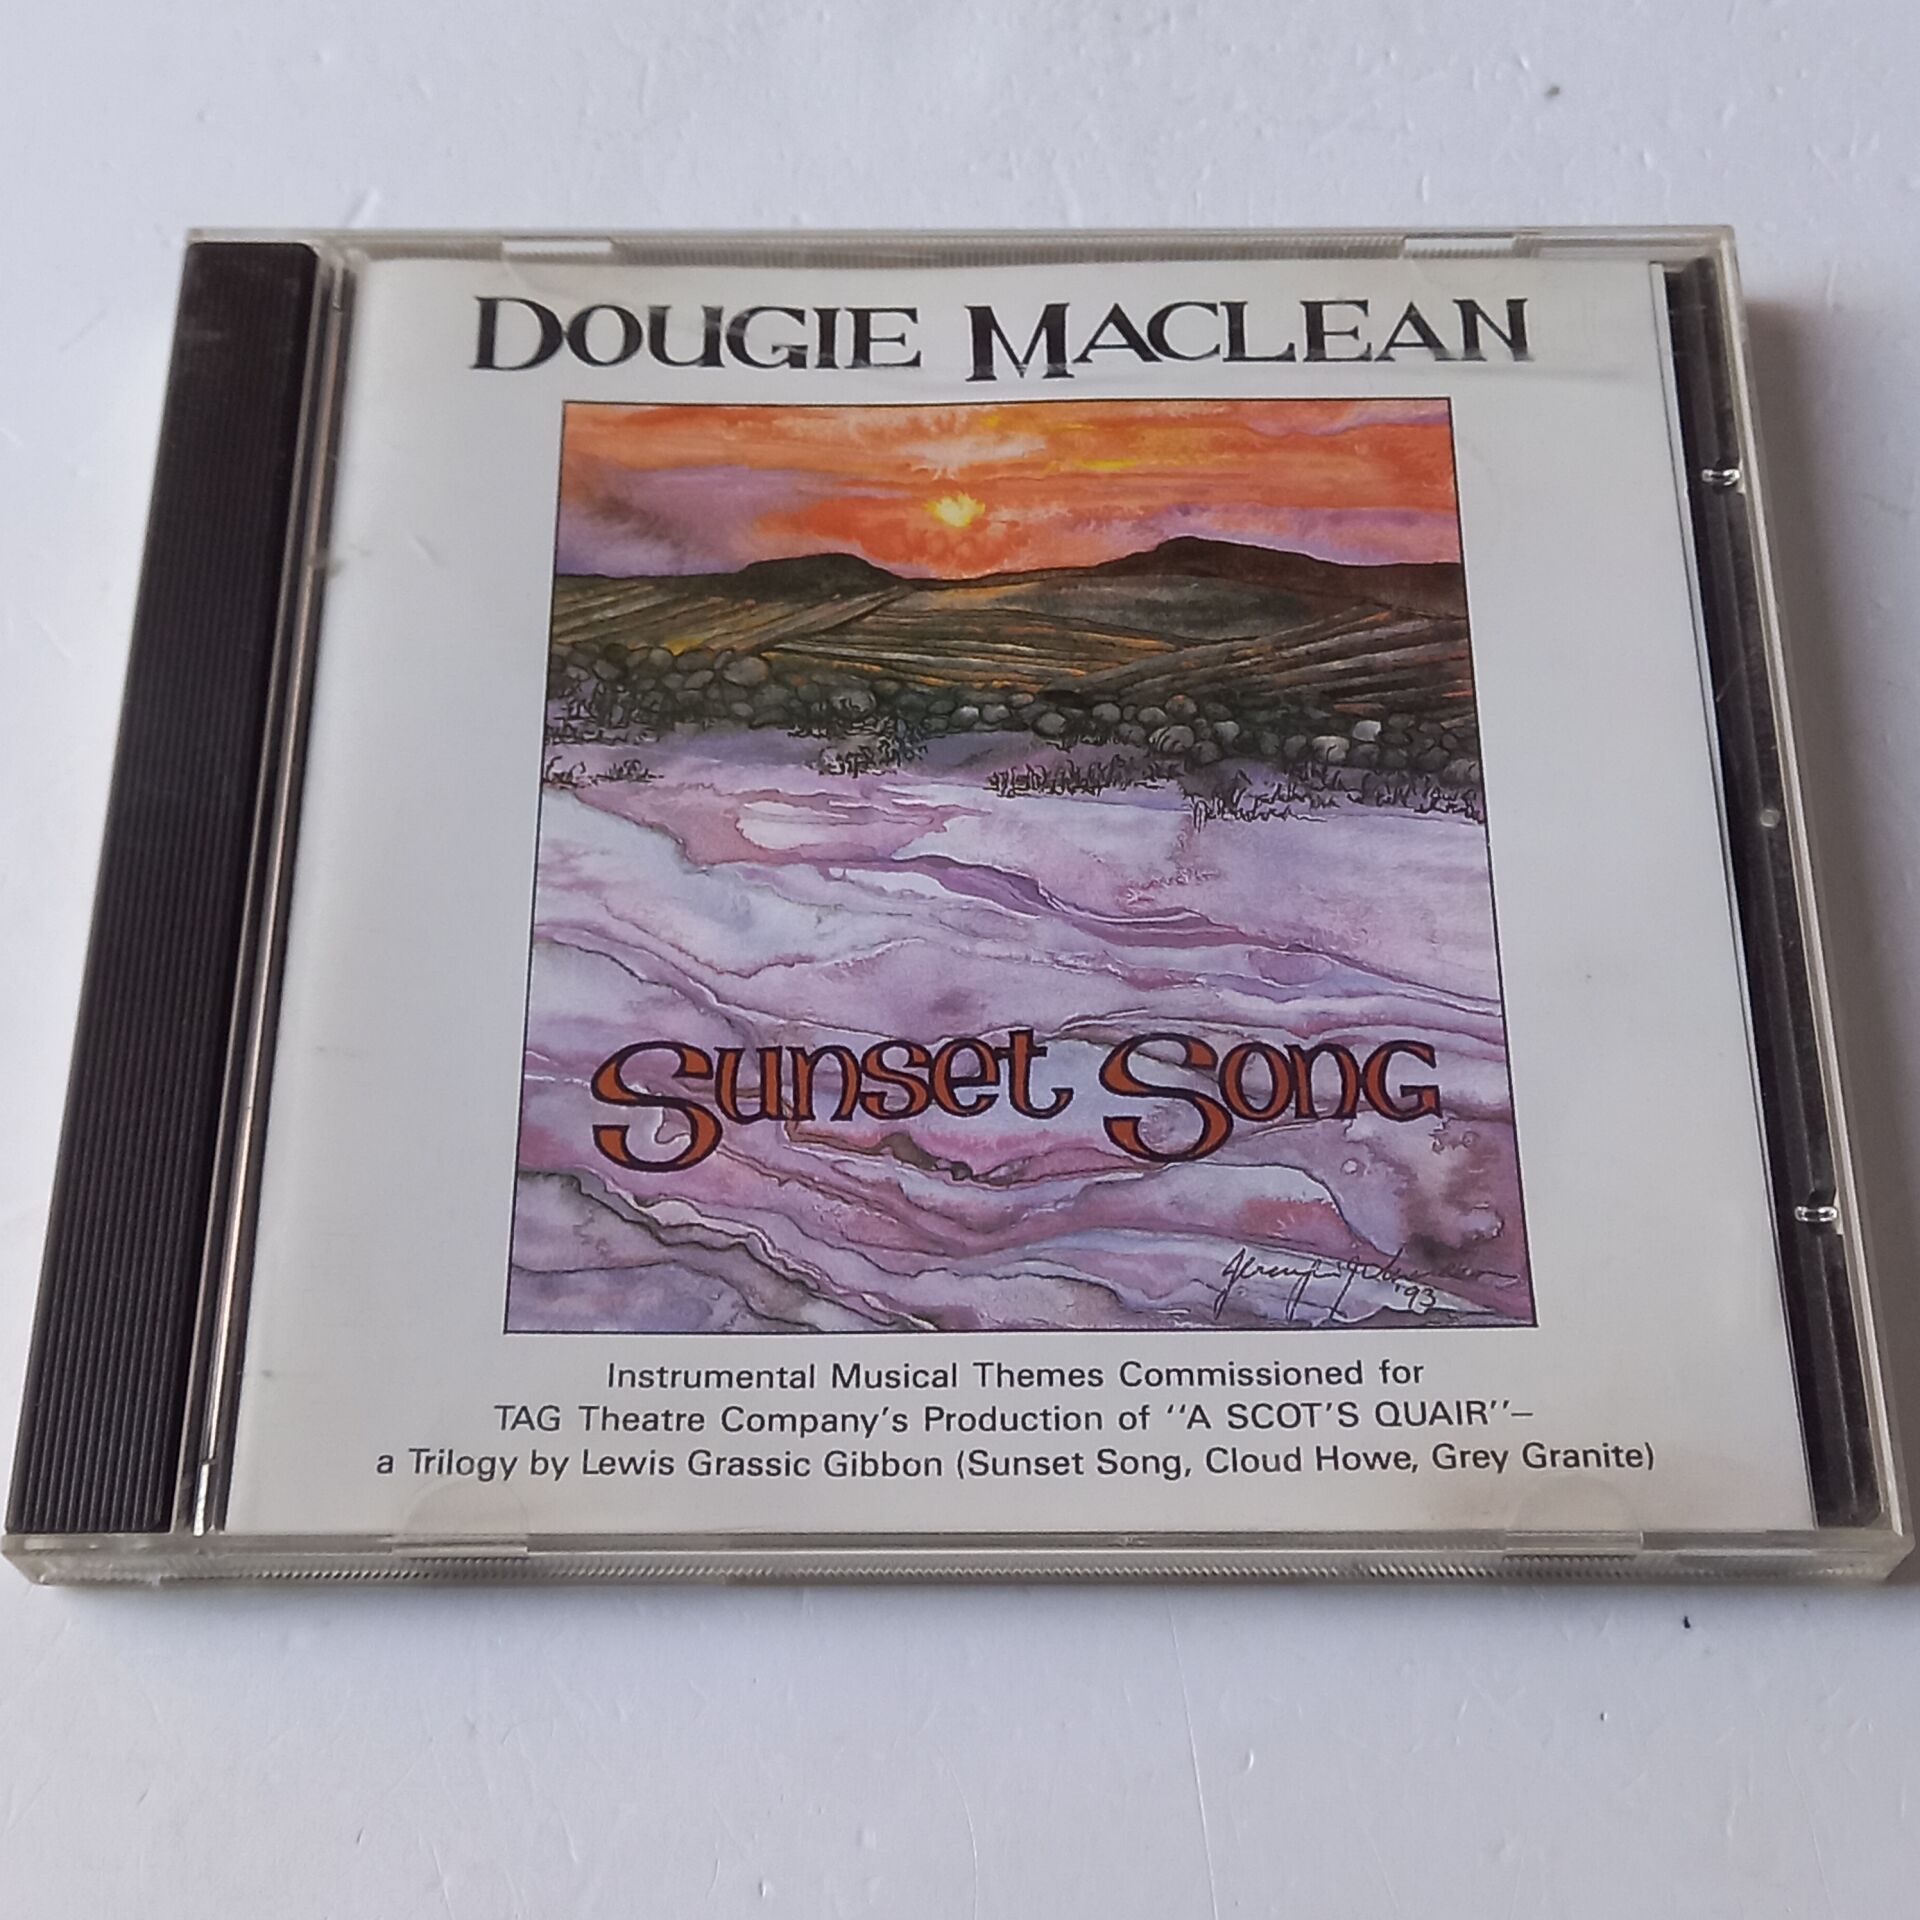 DOUGIE MACLEAN
Sunset Song
'93
Instrumental Musical Themes Commissioned for
TAG Theatre Company's Production of "A SCOT'S QUAIR"–
a Trilogy by Lewis Grassic Gibbon (Sunset Song, Cloud Howe, Grey Granite)